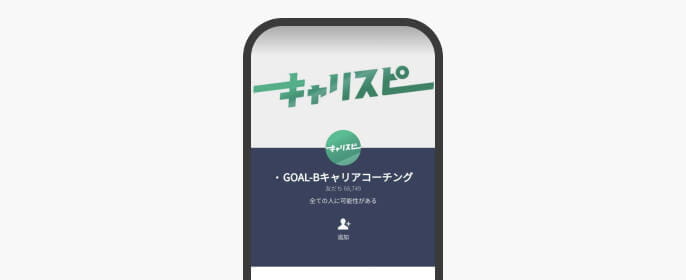 キャリスピ
キャリスピ
・GOAL-Bキャリアコーチング
友だち 66,749
全ての人に可能性がある
追加